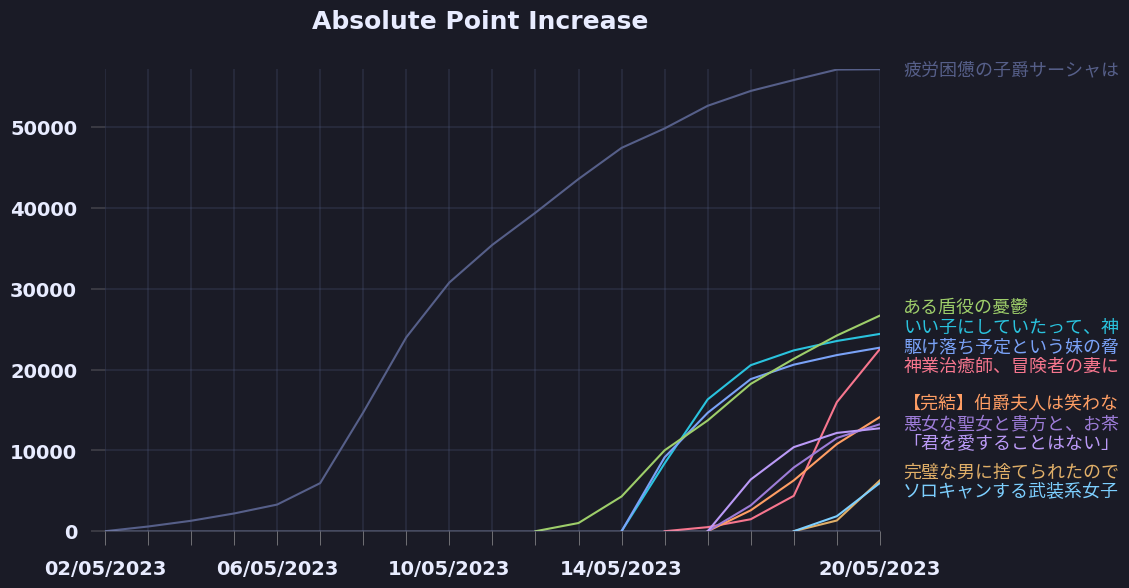 Absolute Point Increase
疲労困憊の子爵サーシャは
50000
40000
30000
ある盾役の憂鬱
いい子にしていたって、神
駆け落ち予定という妹の脅
20000
神業治癒師、冒険者の妻に
【完結】伯爵夫人は笑わな
悪女な聖女と貴方と、お茶
「君を愛することはない」
10000
完璧な男に捨てられたので
ソロキャンする武装系女子
0
02/05/2023
06/05/2023
10/05/2023
14/05/2023
20/05/2023